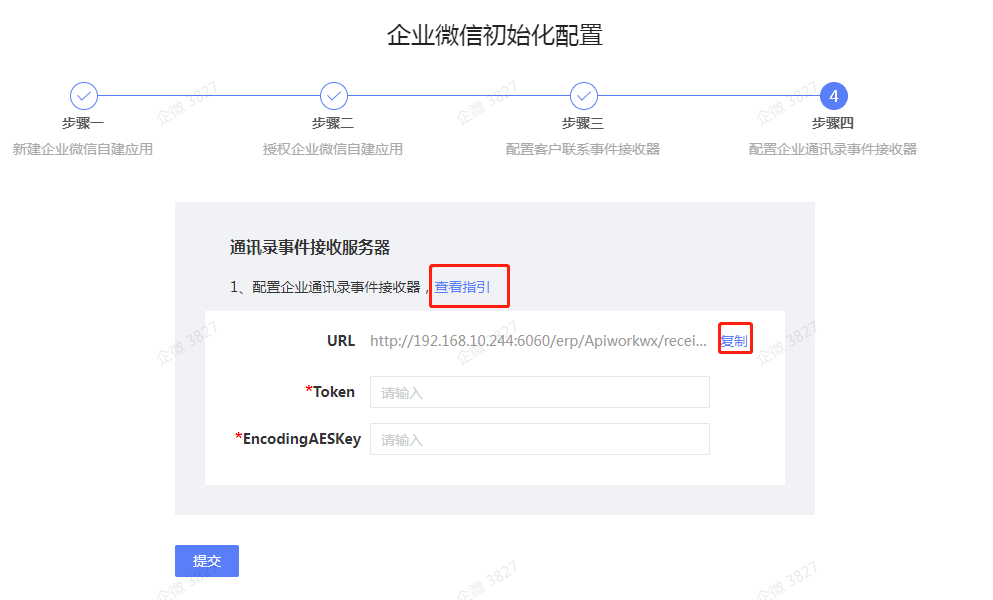 企业微信初始化配置
4
步骤一 步骤二 步骤三 步骤四
新建企业微信自建应用 授权企业微信自建应用 配置客户联系事件接收器 配置企业通讯录事件接收器
通讯录事件接收服务器
1、配置企业通讯录事件接收器，查看指引
URL http://192.168.10.244:6060/erp/Apiworkwx/recei... 复制
*Token 请输入
*EncodingAESKey 请输入
提交
企微 3827
企微 3827
企微 3827
企微 3827
企微 3827
企微 3827
企微 3827
企微 3827
企微 3827